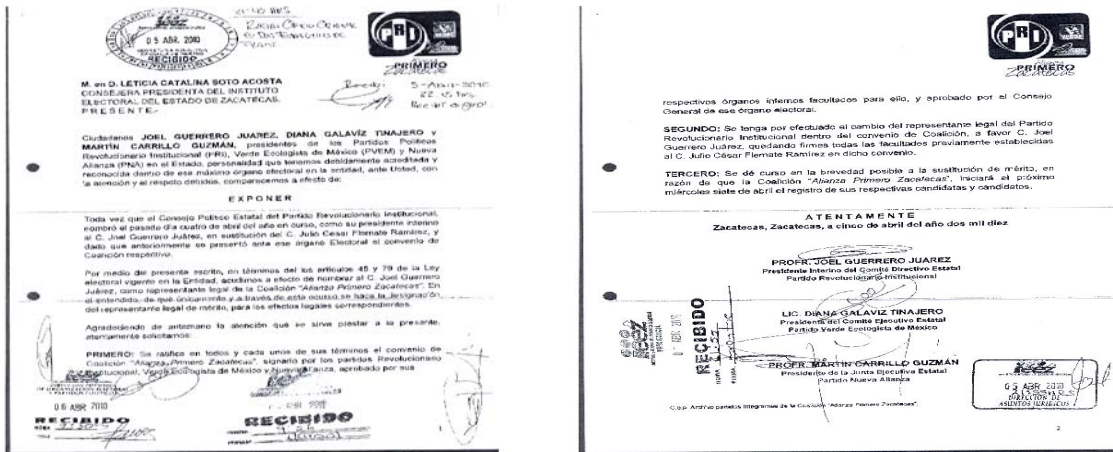 ieez
05 ABR. 2010
RECIBIDO
PRD
PRIMERO
Zacatecas
M. en D. LETICIA CATALINA SOTO ACOSTA
CONSEJERA PRESIDENTA DEL INSTITUTO
ELECTORAL DEL ESTADO DE ZACATECAS.
P R E S E N T E.-
Ciudadanos JOEL GUERRERO JUAREZ, DIANA GALAVÍZ TINAJERO y
MARTÍN CARRILLO GUZMÁN, presidentes de los Partidos Políticos
Revolucionario Institucional (PRI), Verde Ecologista de México (PVEM) y Nueva
Alianza (PNA) en el Estado, personalidad que tenemos debidamente acreditada y
reconocida dentro de ese máximo órgano electoral en la entidad, ante Usted, con
la atención y el respeto debidos, comparecemos a efecto de:
E X P O N E R
Toda vez que el Consejo Político Estatal del Partido Revolucionario Institucional,
nombró el pasado día cuatro de abril del año en curso, como su presidente interino
al C. Joel Guerrero Juárez, en sustitución del C. Julio César Flemate Ramírez, y
dado que anteriormente se presentó ante ese órgano Electoral el convenio de
Coalición respectivo.
Por medio del presente escrito, en términos del los artículos 45 y 79 de la Ley
electoral vigente en la Entidad, acudimos a efecto de nombrar al C. Joel Guerrero
Juárez, como representante legal de la Coalición "Alianza Primero Zacatecas". En
el entendido, de que únicamente y a través de este ocurso se hace la designación
del representante legal de mérito, para los efectos legales correspondientes.
Agradeciendo de antemano la atención que se sirva prestar a la presente,
atentamente solicitamos:
PRIMERO: Se ratifica en todos y cada uno de sus términos el convenio de
Coalición "Alianza Primero Zacatecas", signado por los partidos Revolucionario
Institucional, Verde Ecologista de México y Nueva Alianza, aprobado por sus
06 ABR 2010
RECIBIDO
RECIBIDO
1
PRIMERO
Zacatecas
respectivos órganos internos facultados para ello, y aprobado por el Consejo
General de ese órgano electoral.
SEGUNDO: Se tenga por efectuado el cambio del representante legal del Partido
Revolucionario Institucional dentro del convenio de Coalición, a favor C. Joel
Guerrero Juárez, quedando firmes todas las facultades previamente establecidas
al C. Julio César Flemate Ramírez en dicho convenio.
TERCERO: Se dé curso en la brevedad posible a la sustitución de mérito, en
razón de que la Coalición "Alianza Primero Zacatecas", iniciará el próximo
miércoles siete de abril el registro de sus respectivas candidatas y candidatos.
A T E N T A M E N T E
Zacatecas, Zacatecas, a cinco de abril del año dos mil diez
PROFR. JOEL GUERRERO JUAREZ
Presidente Interino del Comité Directivo Estatal
Partido Revolucionario Institucional
LIC. DIANA GALAVIZ TINAJERO
Presidenta del Comité Ejecutivo Estatal
Partido Verde Ecologista de México
PROFR. MARTIN CARRILLO GUZMÁN
Presidente de la Junta Ejecutiva Estatal
Partido Nueva Alianza
RECIBIDO
05 ABR 2010
DIRECCIÓN DE
ASUNTOS JURIDICOS
C.c.p. Archivo partidos integrantes de la Coalición "Alianza Primero Zacatecas".
2